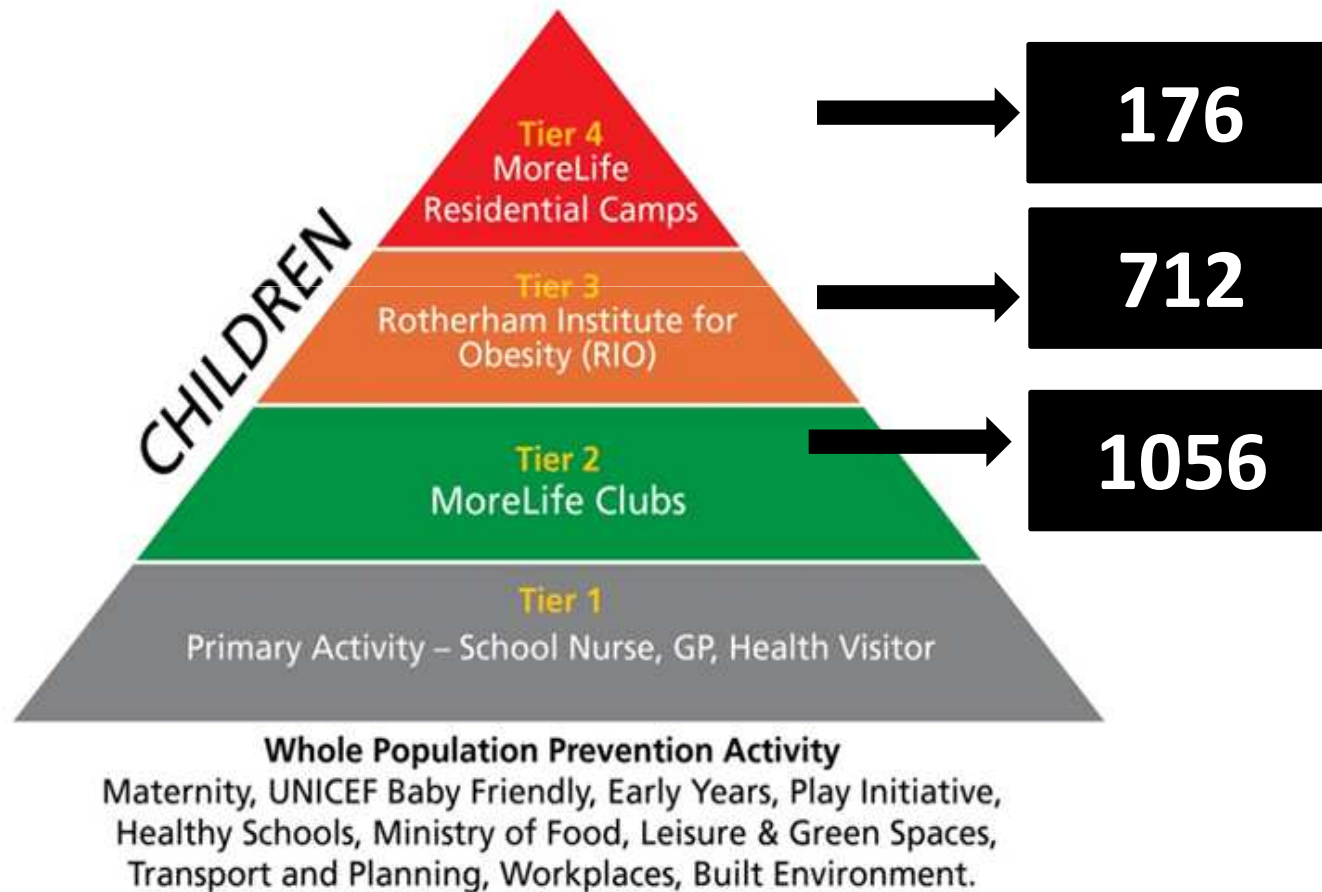 Tier 4
MoreLife
Residential Camps
176
Tier 3
Rotherham Institute for
Obesity (RIO)
712
CHILDREN
Tier 2
MoreLife Clubs
1056
Tier 1
Primary Activity – School Nurse, GP, Health Visitor
Whole Population Prevention Activity
Maternity, UNICEF Baby Friendly, Early Years, Play Initiative,
Healthy Schools, Ministry of Food, Leisure & Green Spaces,
Transport and Planning, Workplaces, Built Environment.